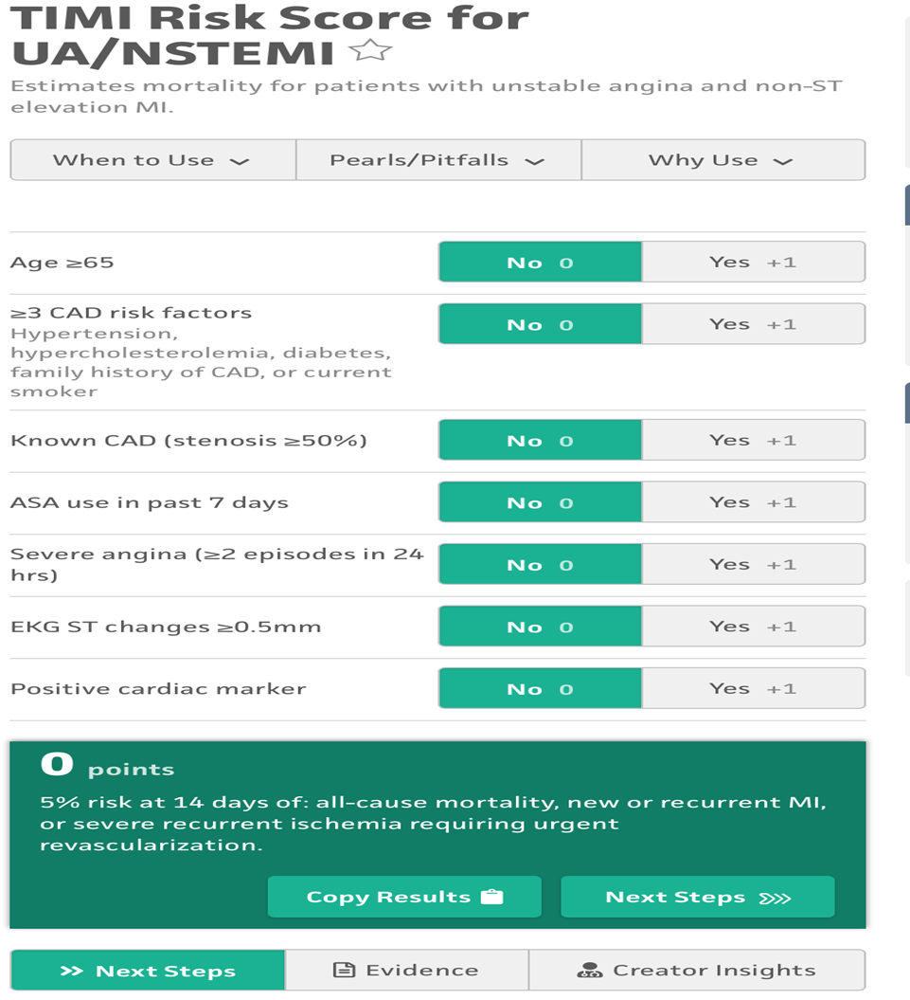 TIMI Risk Score for
UA/NSTEMI
Estimates mortality for patients with unstable angina and non-ST
elevation MI.
When to Use
Pearls/Pitfalls
Why Use
Age ≥65
No 0
Yes +1
≥3 CAD risk factors
Hypertension,
hypercholesterolemia, diabetes,
family history of CAD, or current
smoker
No 0
Yes +1
Known CAD (stenosis ≥50%)
No 0
Yes +1
ASA use in past 7 days
No 0
Yes +1
Severe angina (≥2 episodes in 24
hrs)
No 0
Yes +1
EKG ST changes ≥0.5mm
No 0
Yes +1
Positive cardiac marker
No 0
Yes +1
0 points
5% risk at 14 days of: all-cause mortality, new or recurrent MI,
or severe recurrent ischemia requiring urgent
revascularization.
Copy Results
Next Steps
Next Steps
Evidence
Creator Insights